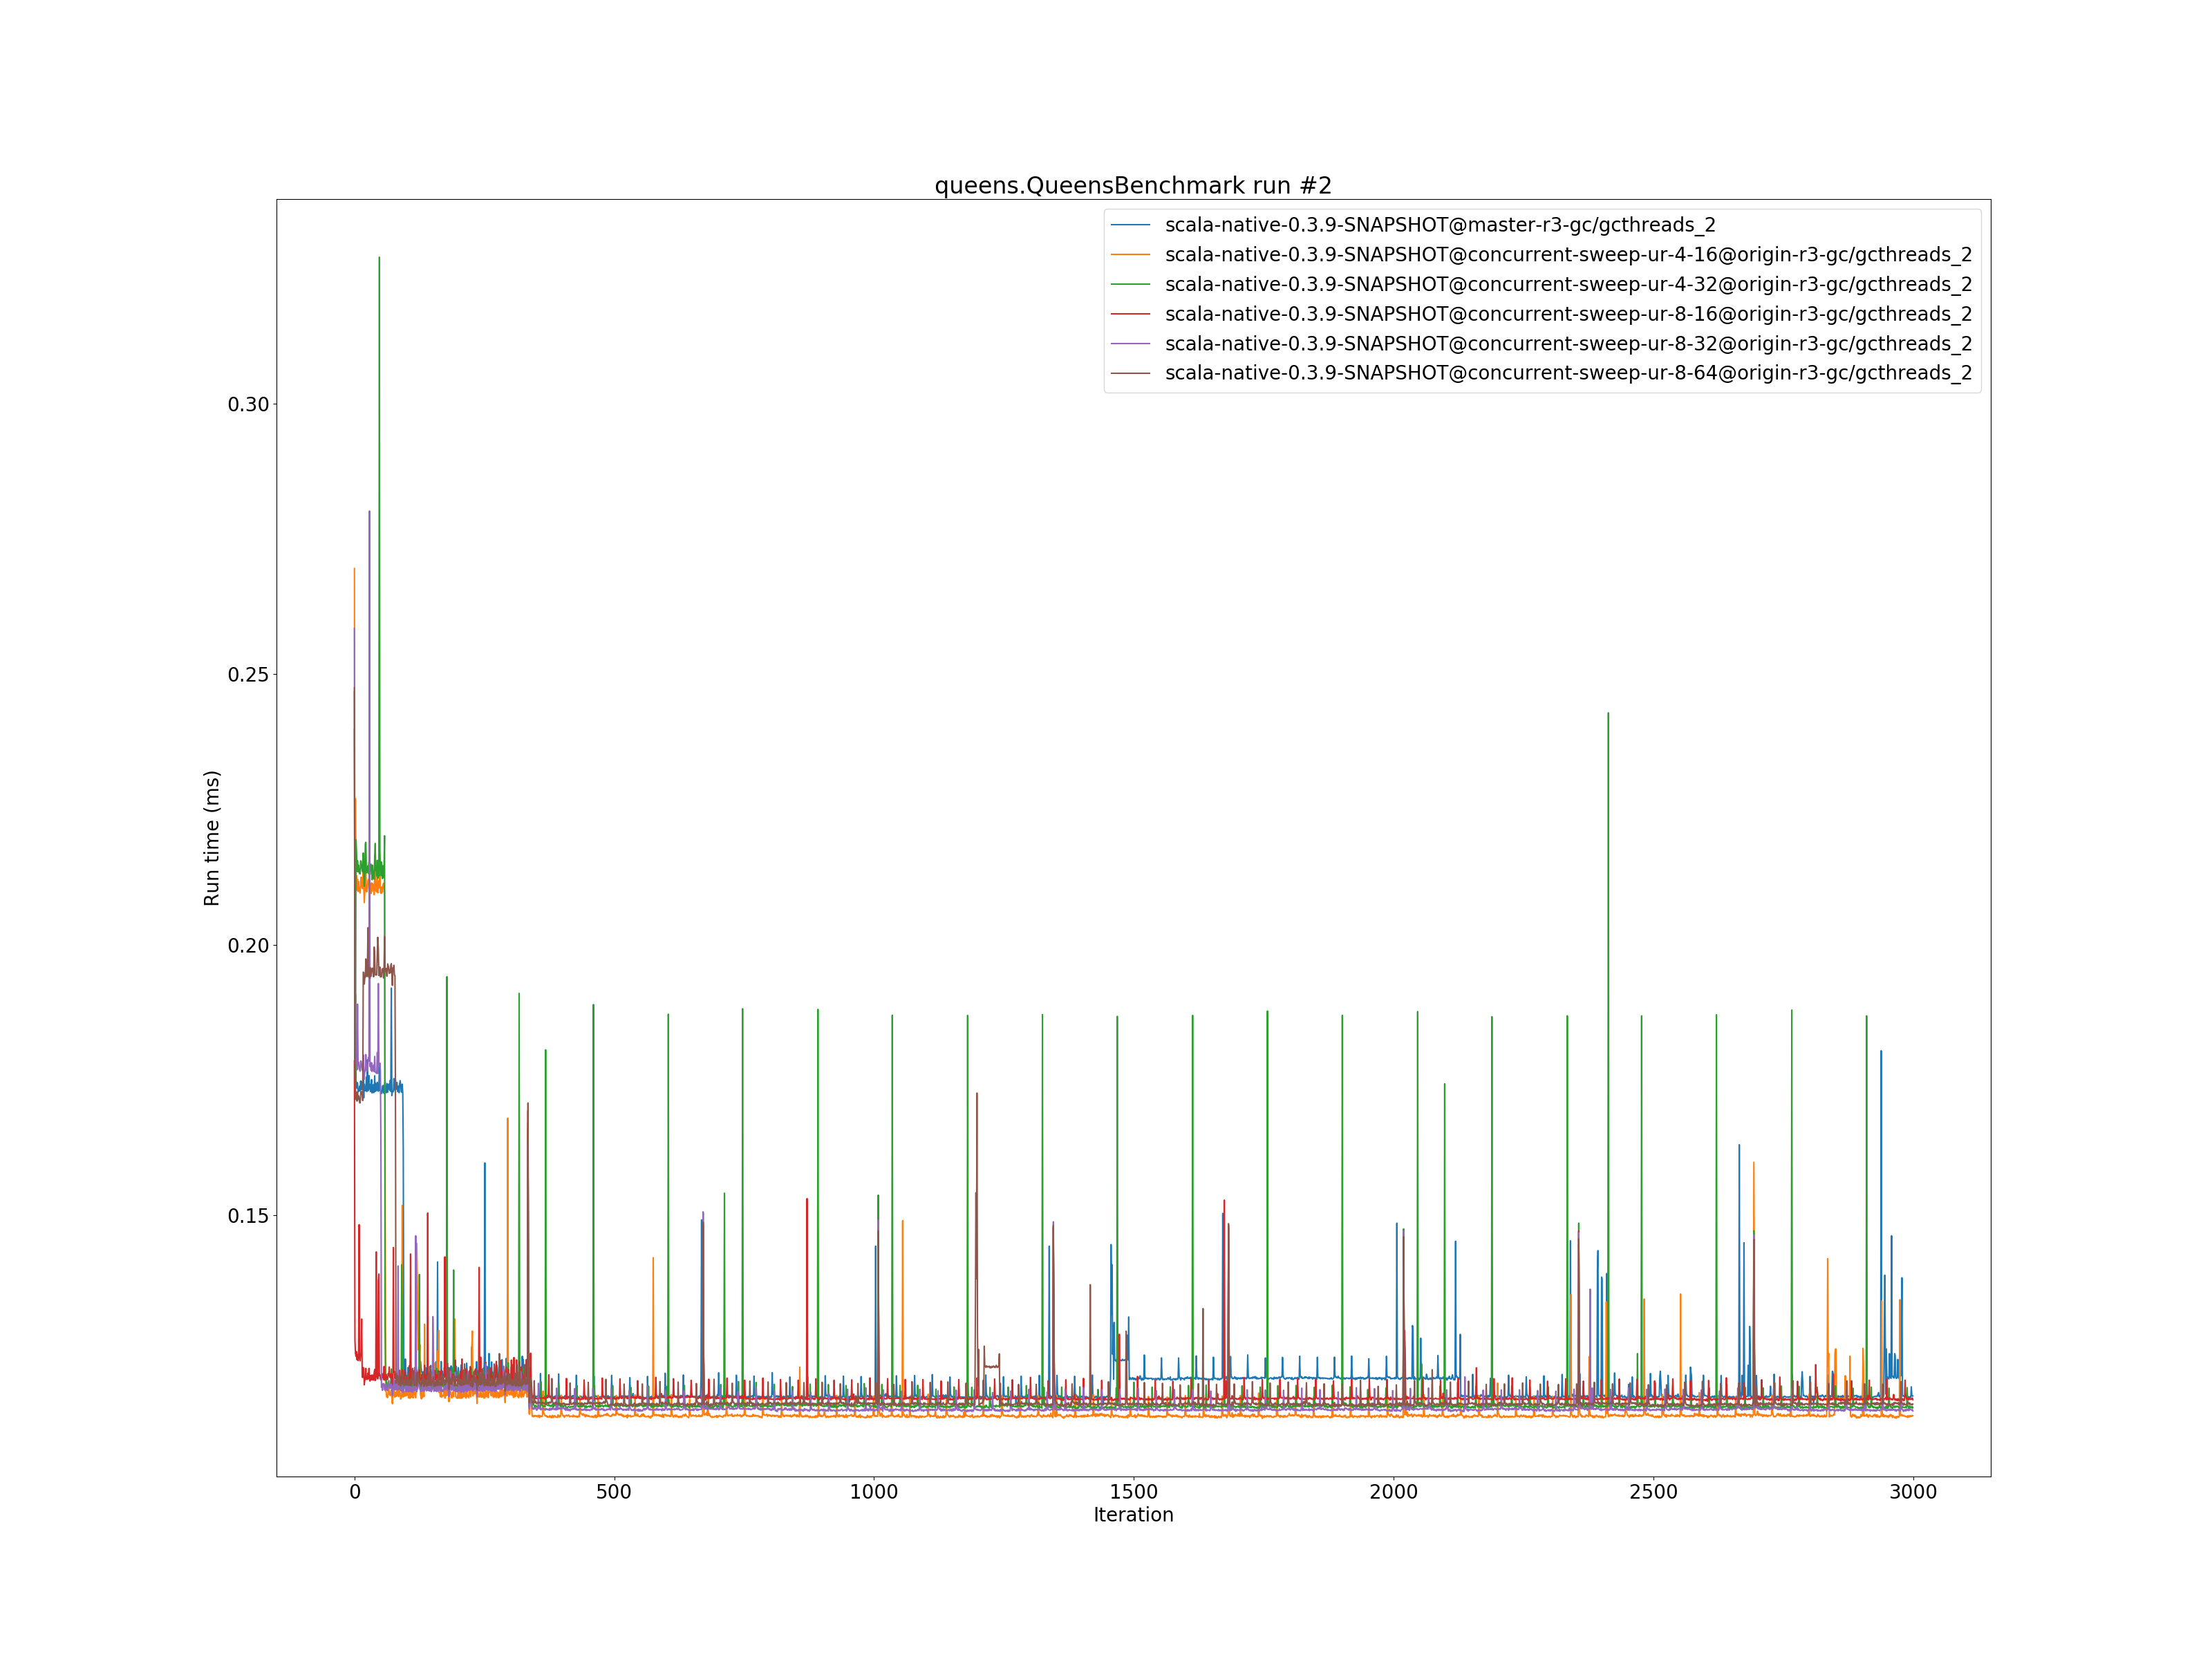 queens.QueensBenchmark run #2
scala-native-0.3.9-SNAPSHOT@master-r3-gc/gcthreads_2
scala-native-0.3.9-SNAPSHOT@concurrent-sweep-ur-4-16@origin-r3-gc/gcthreads_2
scala-native-0.3.9-SNAPSHOT@concurrent-sweep-ur-4-32@origin-r3-gc/gcthreads_2
scala-native-0.3.9-SNAPSHOT@concurrent-sweep-ur-8-16@origin-r3-gc/gcthreads_2
scala-native-0.3.9-SNAPSHOT@concurrent-sweep-ur-8-32@origin-r3-gc/gcthreads_2
scala-native-0.3.9-SNAPSHOT@concurrent-sweep-ur-8-64@origin-r3-gc/gcthreads_2
0.30
0.25
0.20
0.15
Run time (ms)
0 500 1000 1500 2000 2500 3000
Iteration